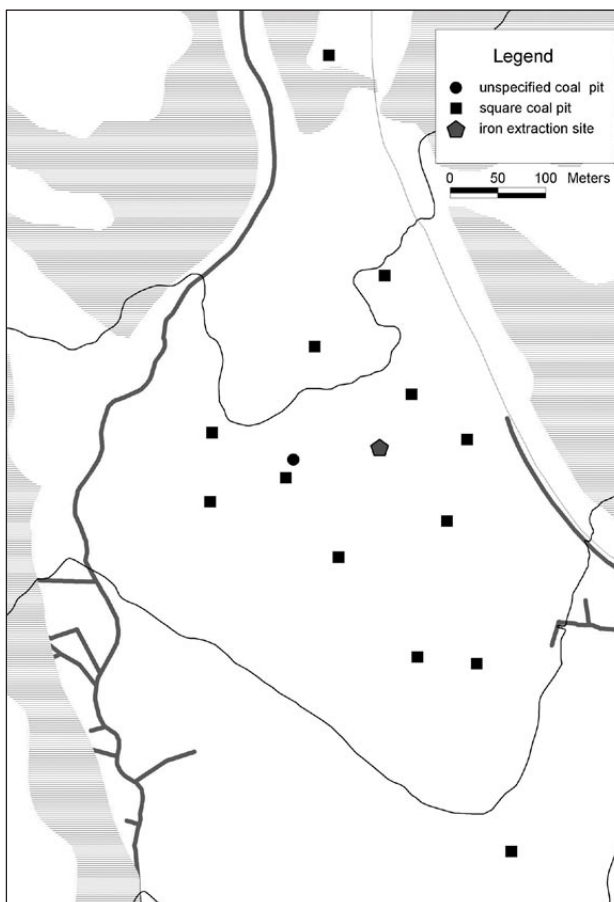 Legend
unspecified coal pit
square coal pit
iron extraction site
0 50 100 Meters